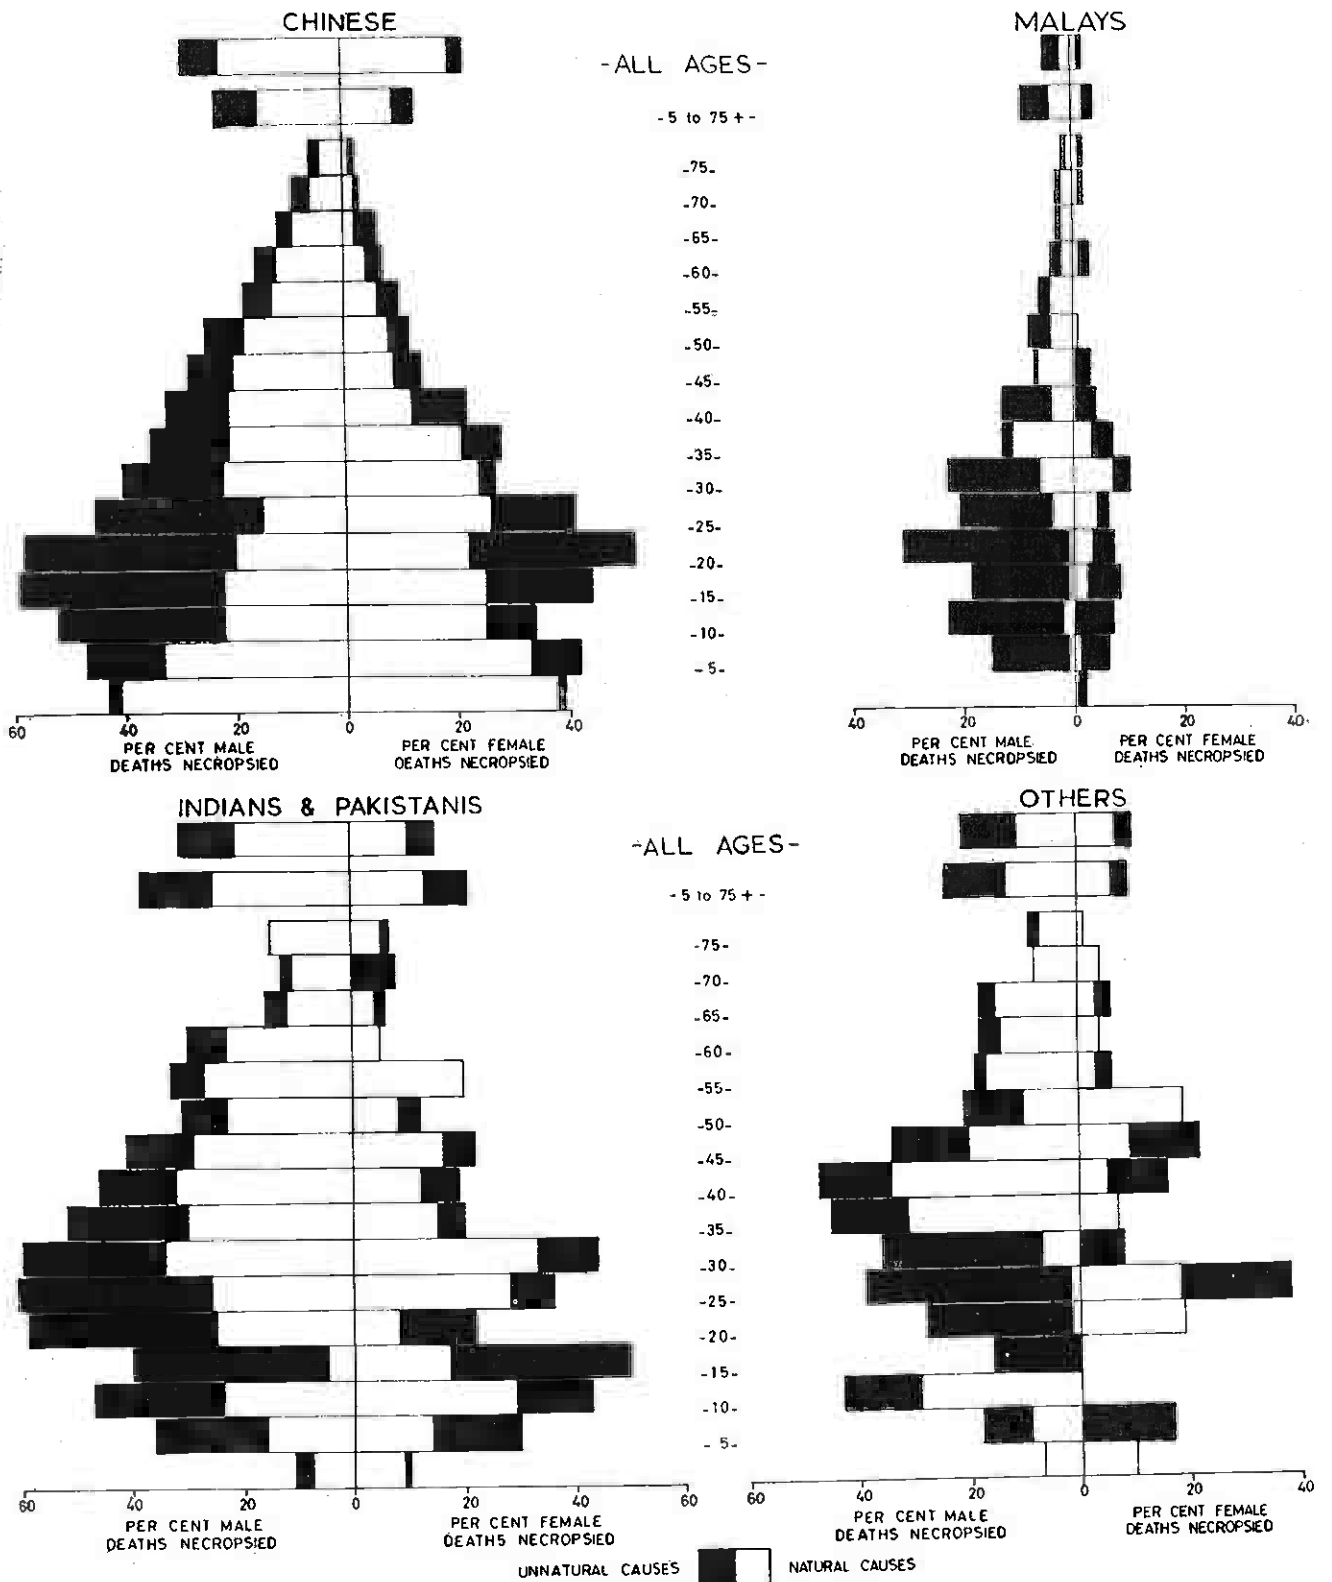 CHINESE
MALAYS
-ALL AGES-
-5 to 75 + -
-75-
-70-
-65-
-60-
-55-
-50-
-45-
-40-
-35-
-30-
-25-
-20-
-15-
-10-
-5-
60 40 20 0 20 40
PER CENT MALE
DEATHS NECROPSIED
PER CENT FEMALE
DEATHS NECROPSIED
40 20 0 20 40
PER CENT MALE
DEATHS NECROPSIED
PER CENT FEMALE
DEATHS NECROPSIED
INDIANS & PAKISTANIS
OTHERS
-ALL AGES-
-5 to 75 + -
-75-
-70-
-65-
-60-
-55-
-50-
-45-
-40-
-35-
-30-
-25-
-20-
-15-
-10-
-5-
60 40 20 0 20 40 60
PER CENT MALE
DEATHS NECROPSIED
PER CENT FEMALE
DEATHS NECROPSIED
60 40 20 0 20 40
PER CENT MALE
DEATHS NECROPSIED
PER CENT FEMALE
DEATHS NECROPSIED
UNNATURAL CAUSES NATURAL CAUSES